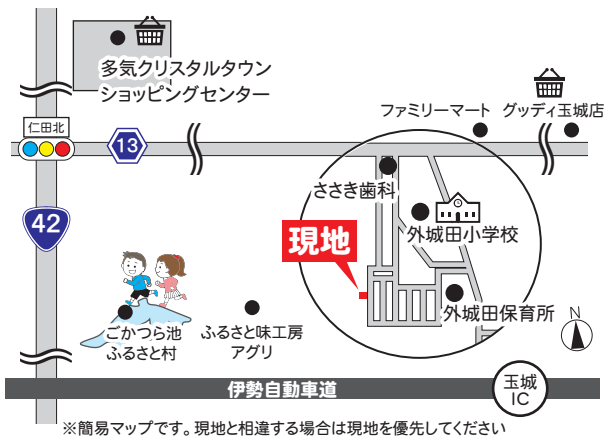 多気クリスタルタウン
ショッピングセンター
ファミリーマート
グッディ玉城店
仁田北
13
ささき歯科
外城田小学校
42
現地
外城田保育所
N
ごかつら池
ふるさと村
ふるさと味工房
アグリ
伊勢自動車道
玉城
IC
※簡易マップです。現地と相違する場合は現地を優先してください